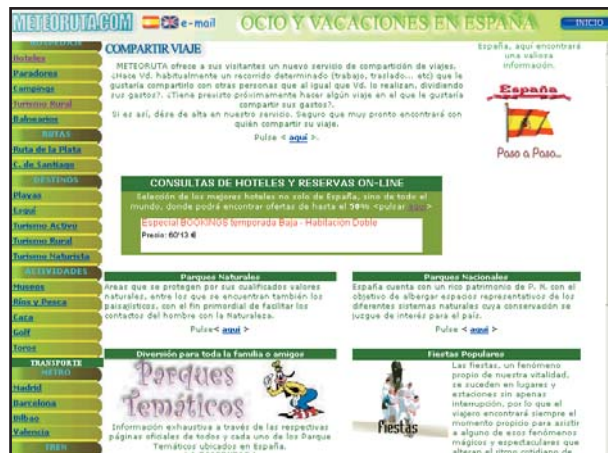 METEORUTA.COM
e-mail
OCIO Y VACACIONES EN ESPAÑA
INICIO
HOSPEDAJE
Hoteles
Paradores
Campings
Turismo Rural
Balnearios
RUTAS
Ruta de la Plata
C. de Santiago
DESTINOS
Playas
Esquí
Turismo Activo
Turismo Rural
Turismo Naturista
ACTIVIDADES
Museos
Ríos y Pesca
Caza
Golf
Toros
TRANSPORTE
METRO
Madrid
Barcelona
Bilbao
Valencia
TREN
COMPARTIR VIAJE
METEORUTA ofrece a sus visitantes un nuevo servicio de compartición de viajes.
¿Hace Vd. habitualmente un recorrido determinado (trabajo, traslado... etc) que le
gustaría compartirlo con otras personas que al igual que Vd. lo realizan, dividiendo
sus gastos?. ¿Tiene previsto próximamente hacer algún viaje en el que le gustaría
compartir sus gastos?.
Si es así, dése de alta en nuestro servicio. Seguro que muy pronto encontrará con
quién compartir su viaje.
Pulse < aquí >.
España, aquí encontrará
una valiosa
información.
España
Paso a Paso...
CONSULTAS DE HOTELES Y RESERVAS ON-LINE
Selección de los mejores hoteles no solo de España, sino de todo el
mundo, donde podrá encontrar ofertas de hasta el 50% <pulsar aquí>
Especial BOOKINGS temporada Baja - Habitacion Doble
Precio: 60'13 €
Parques Naturales
Areas que se protegen por sus cualificados valores
naturales, entre los que se encuentran también los
paisajísticos, con el fin primordial de facilitar los
contactos del hombre con la Naturaleza.
Pulse< aquí >
Parques Nacionales
España cuenta con un rico patrimonio de P. N. con el
objetivo de albergar espacios representativos de los
diferentes sistemas naturales cuya conservación se
juzgue de interés para el país.
Pulse < aquí >
Diversión para toda la familia o amigos
Parques
Temáticos
Información exhaustiva a través de las respectivas
páginas oficiales de todos y cada uno de los Parque
Temáticos ubicados en España.
Fiestas Populares
Fiestas
Las fiestas, un fenómeno
propio de nuestra vitalidad,
se suceden en lugares y
estaciones sin apenas
interrupción, por lo que el
viajero encontrará siempre el
momento propicio para asistir
a alguno de esos fenómenos
mágicos y espectaculares que
alteran el ritmo cotidiano de